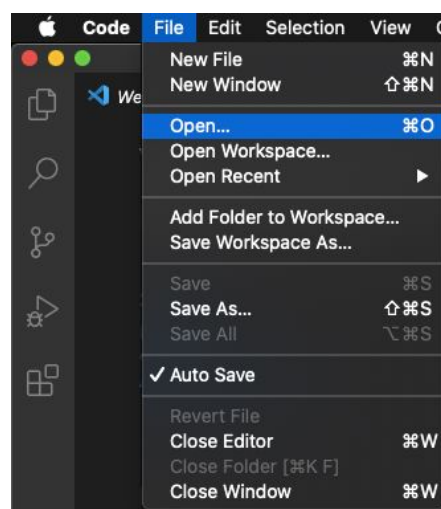 Code File Edit Selection View
We
New File ⌘N
New Window ⇧⌘N
Open... ⌘O
Open Workspace...
Open Recent ▶
Add Folder to Workspace...
Save Workspace As...
Save ⌘S
Save As... ⇧⌘S
Save All ⌥⌘S
✓ Auto Save
Revert File
Close Editor ⌘W
Close Folder [⌘K F]
Close Window ⌘W